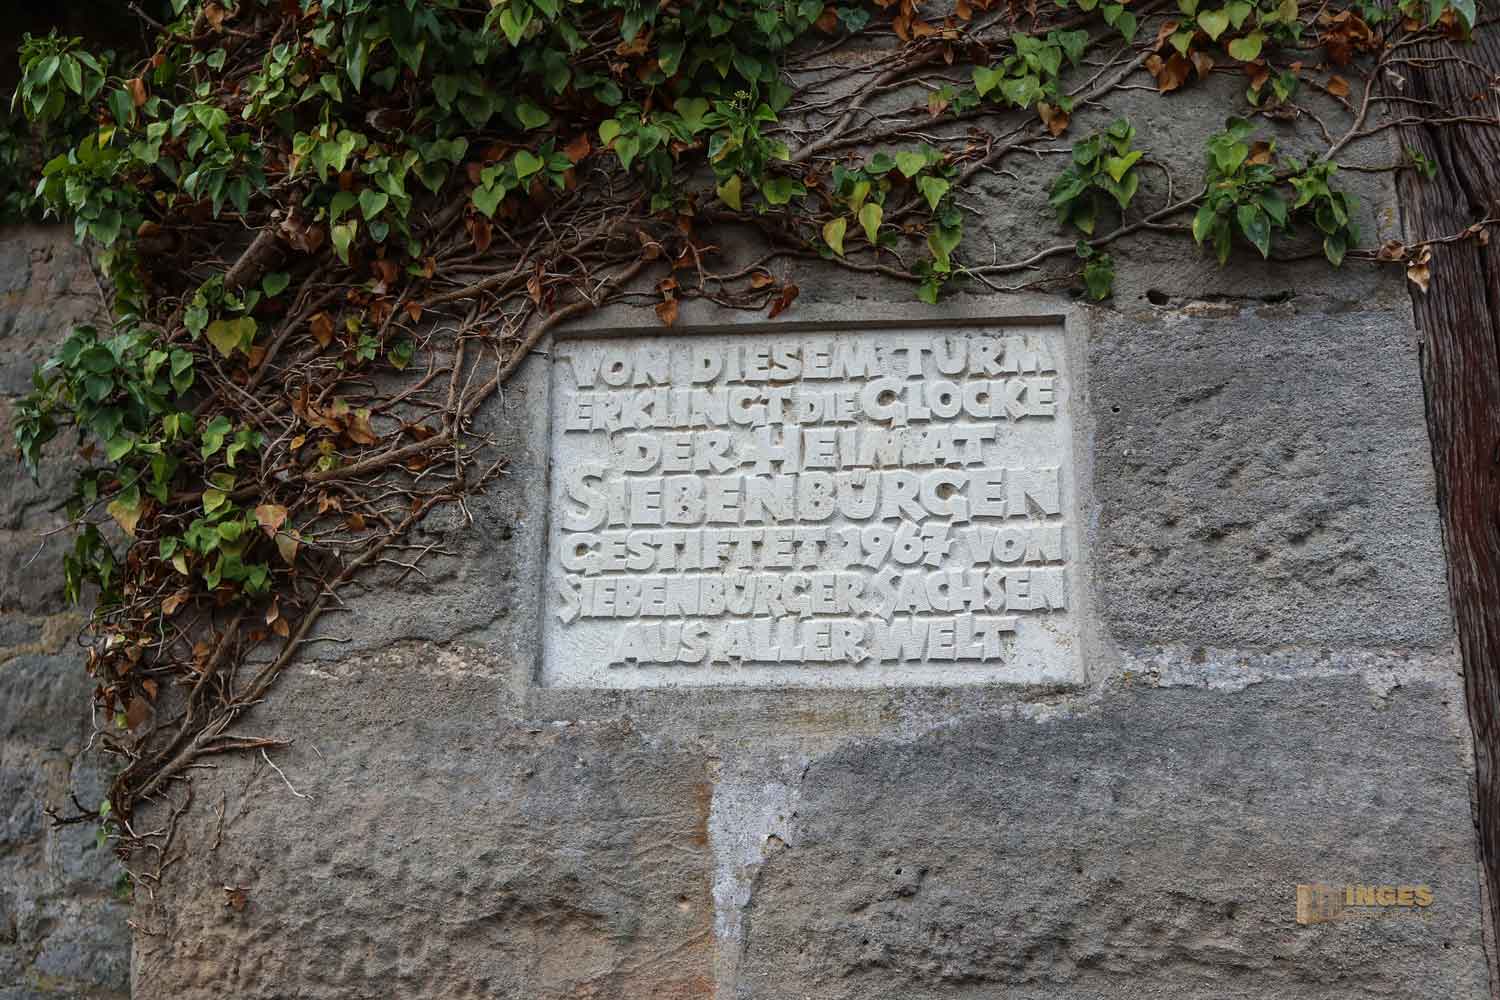 VON DIESEM TURM
ERKLINGT DIE GLOCKE
DER HEIMAT
SIEBENBÜRGEN
GESTIFTET 1967 VON
SIEBENBÜRGER SACHSEN
AUS ALLER WELT
INGES